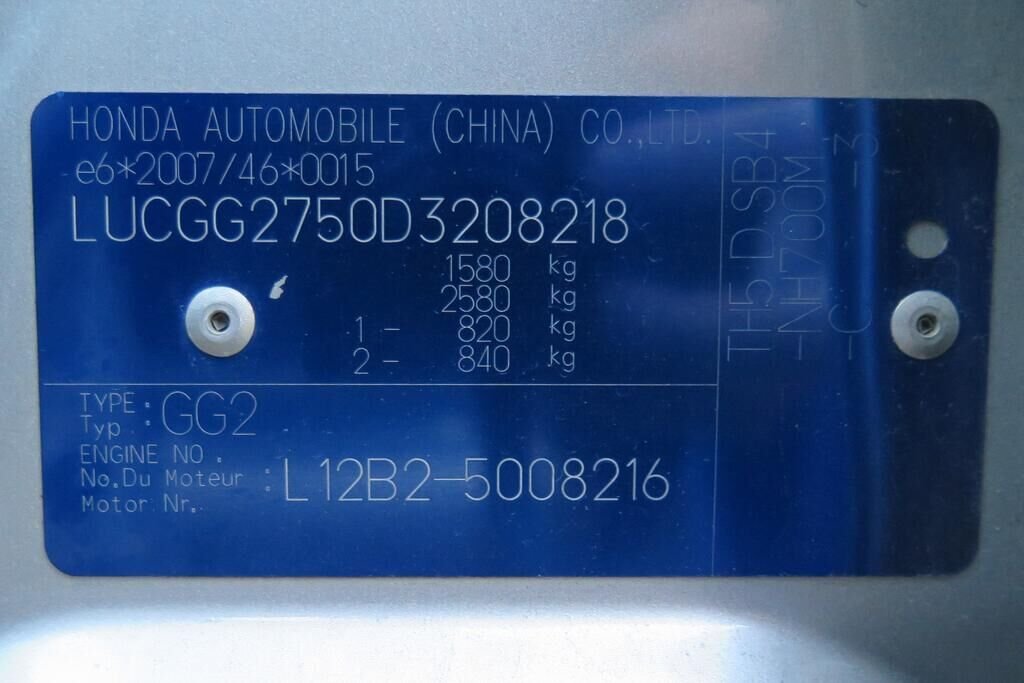 HONDA AUTOMOBILE (CHINA) CO.,LTD.
e6*2007/46*0015
LUCGG2750D3208218
1580 kg
2580 kg
1 - 820 kg
2 - 840 kg
TYPE : GG2
Typ
ENGINE NO.
No.Du Moteur : L12B2-5008216
Motor Nr.
TH5 DSB4
-NH700M
-C -3